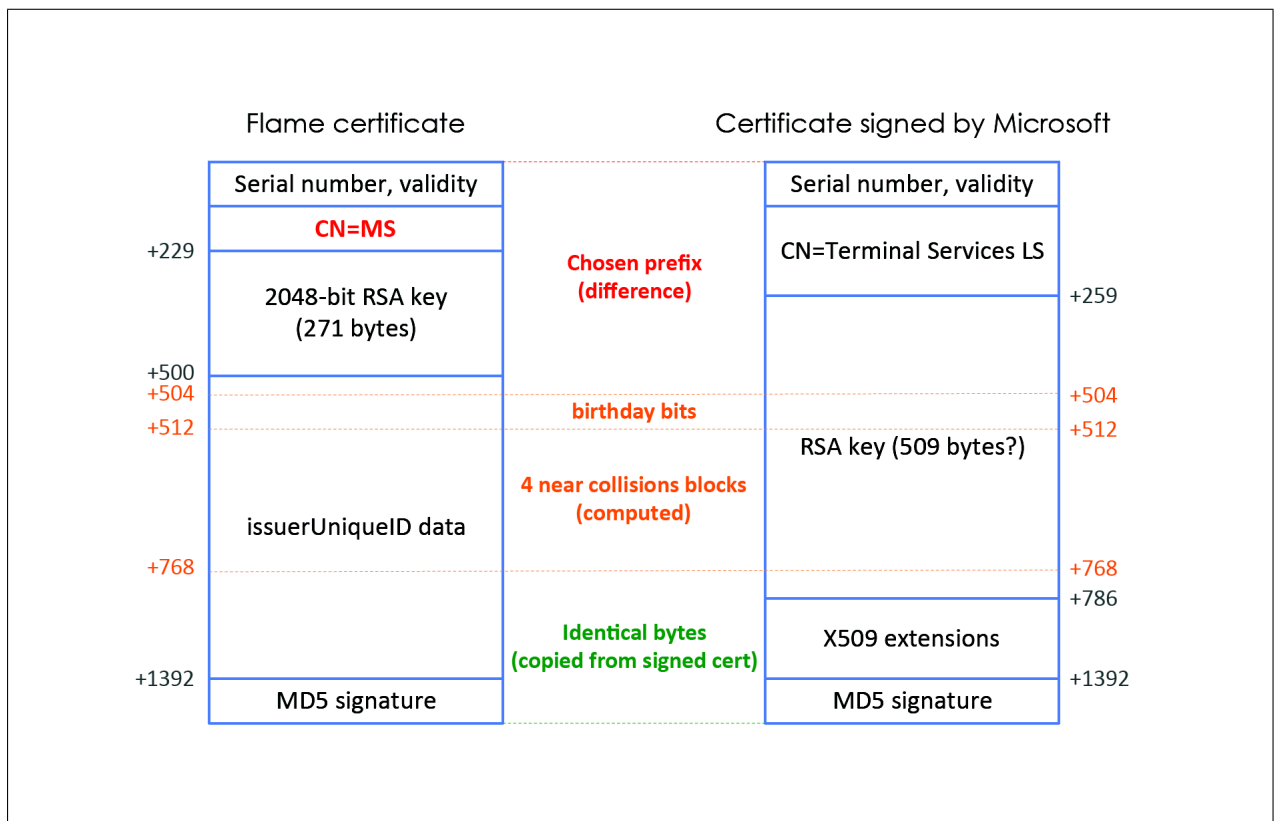 Flame certificate
Certificate signed by Microsoft
Serial number, validity
Serial number, validity
CN=MS
CN=Terminal Services LS
+229
Chosen prefix
(difference)
2048-bit RSA key
(271 bytes)
+259
+500
+504
+504
birthday bits
+512
+512
RSA key (509 bytes?)
4 near collisions blocks
(computed)
issuerUniqueID data
+768
+768
+786
Identical bytes
(copied from signed cert)
X509 extensions
+1392
+1392
MD5 signature
MD5 signature